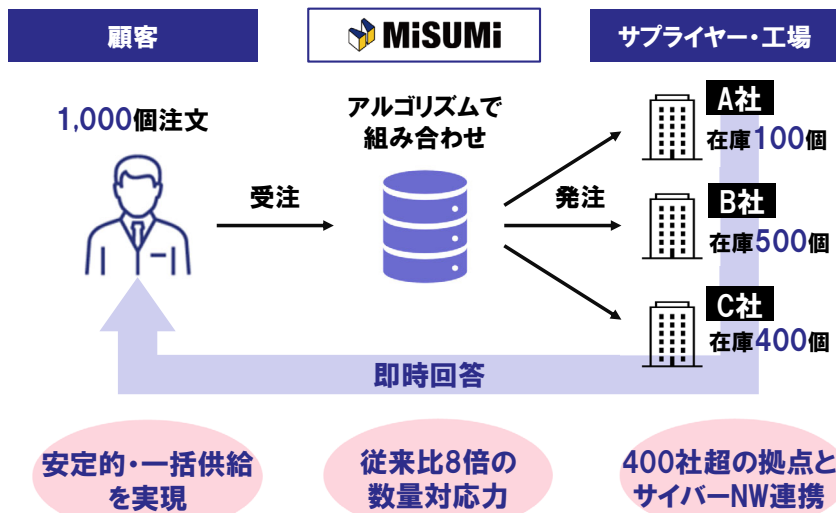 顧客
MiSUMi
サプライヤー・工場
1,000個注文
アルゴリズムで
組み合わせ
A社
在庫100個
受注
発注
B社
在庫500個
C社
在庫400個
即時回答
安定的・一括供給
を実現
従来比8倍の
数量対応力
400社超の拠点と
サイバーNW連携